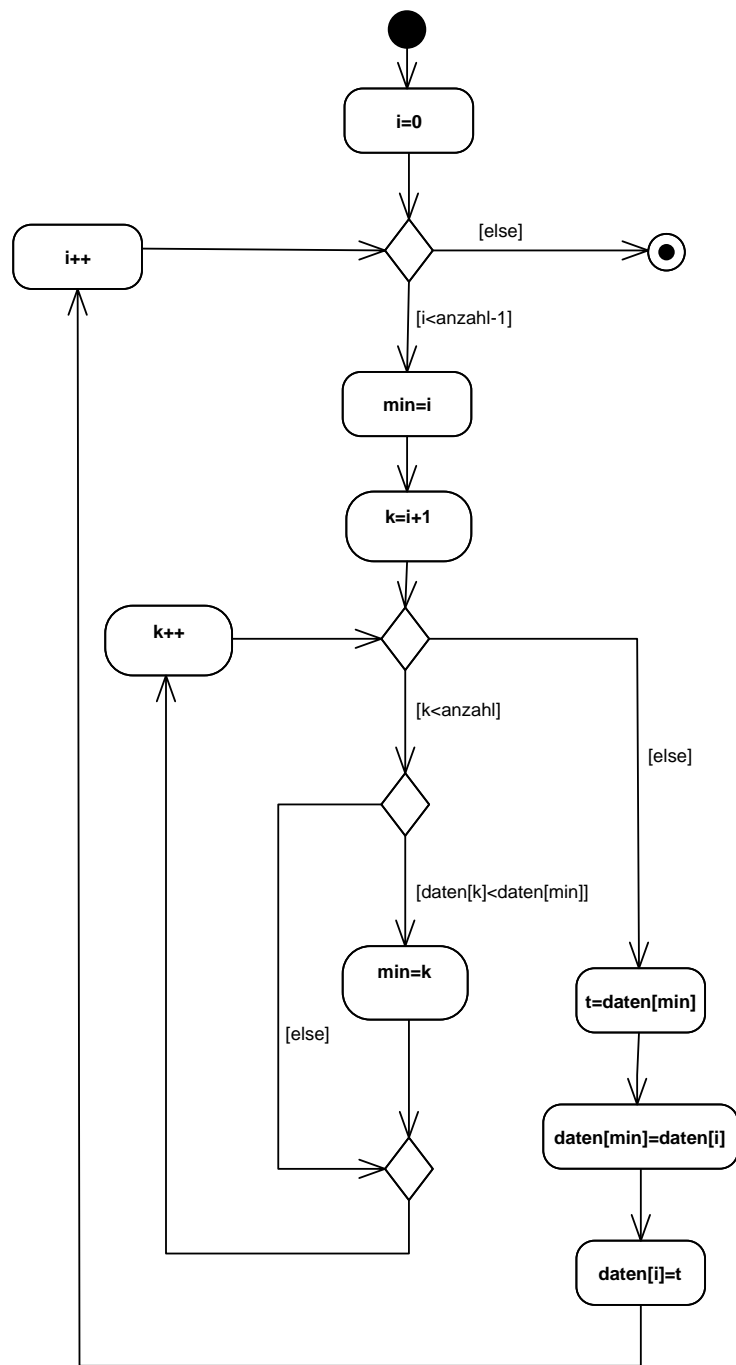 i=0
[else]
i++
[i<anzahl-1]
min=i
k=i+1
k++
[k<anzahl]
[else]
[daten[k]<daten[min]]
min=k
[else]
t=daten[min]
daten[min]=daten[i]
daten[i]=t